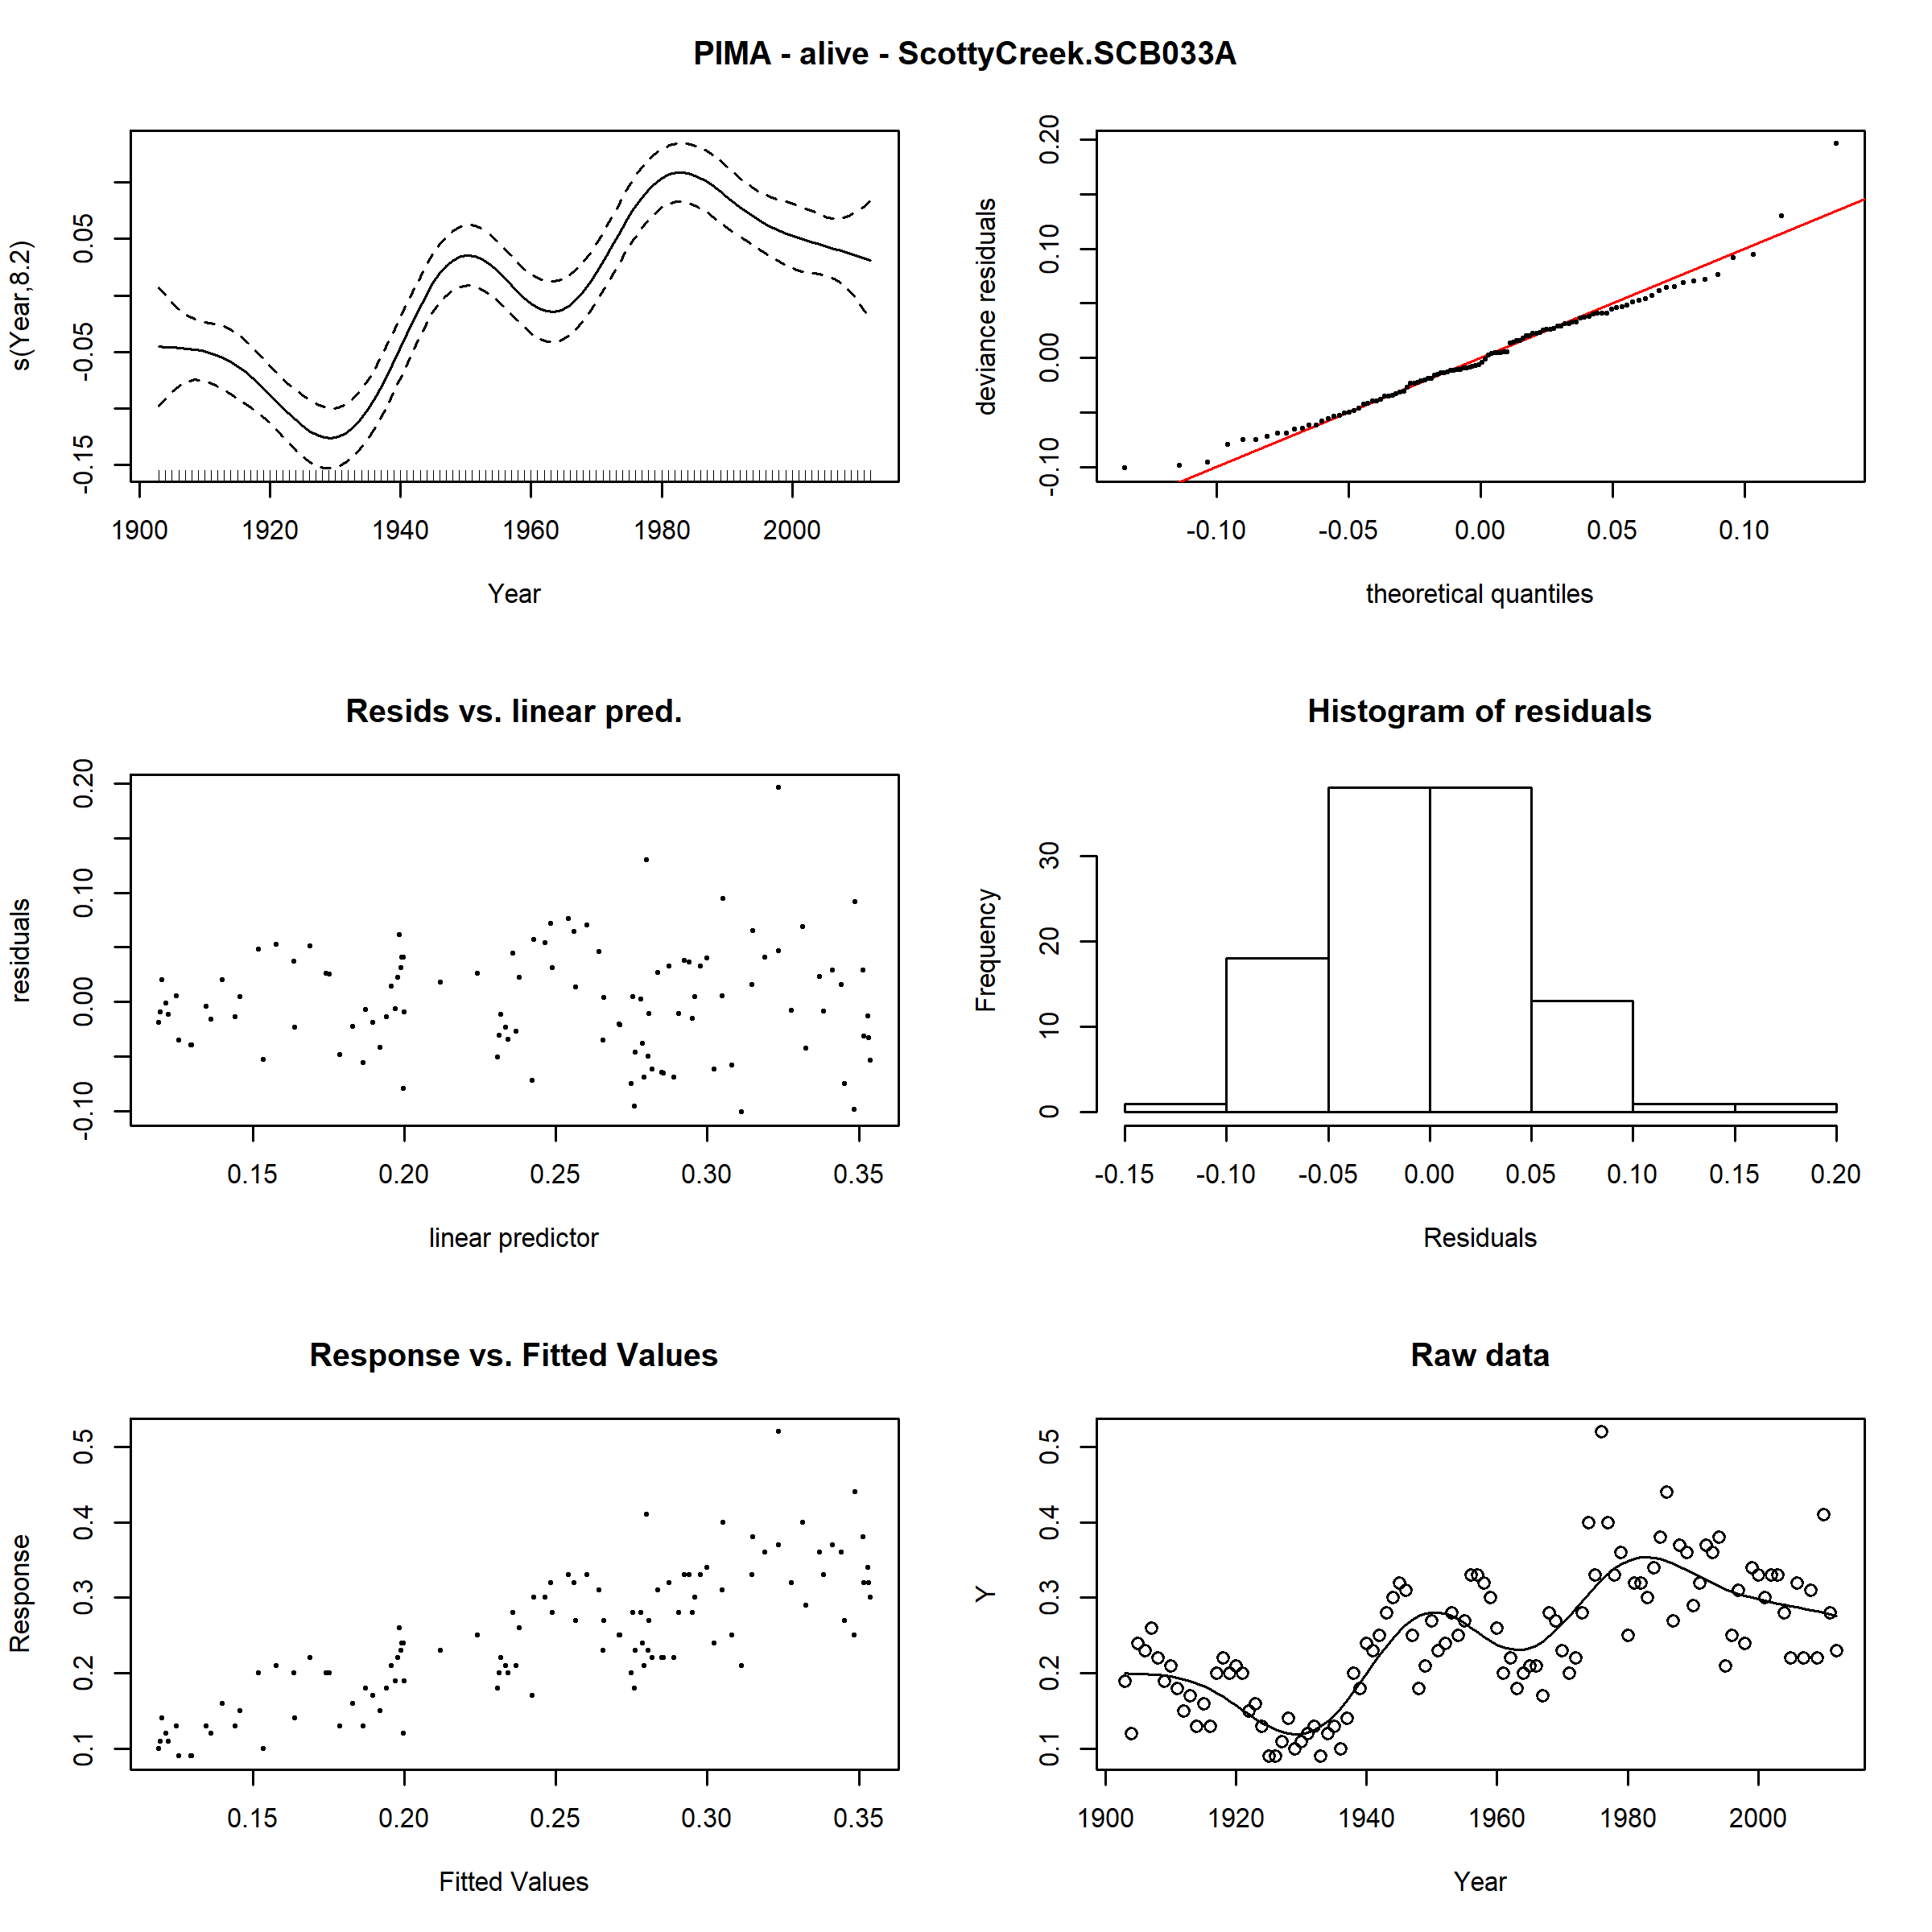 PIMA - alive - ScottyCreek.SCB033A
s(Year,8.2)
-0.15 -0.05 0.05
1900 1920 1940 1960 1980 2000
Year
deviance residuals
-0.10 0.00 0.10 0.20
-0.10 -0.05 0.00 0.05 0.10
theoretical quantiles
Resids vs. linear pred.
residuals
-0.10 0.00 0.10 0.20
0.15 0.20 0.25 0.30 0.35
linear predictor
Histogram of residuals
Frequency
0 10 20 30
-0.15 -0.10 -0.05 0.00 0.05 0.10 0.15 0.20
Residuals
Response vs. Fitted Values
Response
0.1 0.2 0.3 0.4 0.5
0.15 0.20 0.25 0.30 0.35
Fitted Values
Raw data
Y
0.1 0.2 0.3 0.4 0.5
1900 1920 1940 1960 1980 2000
Year